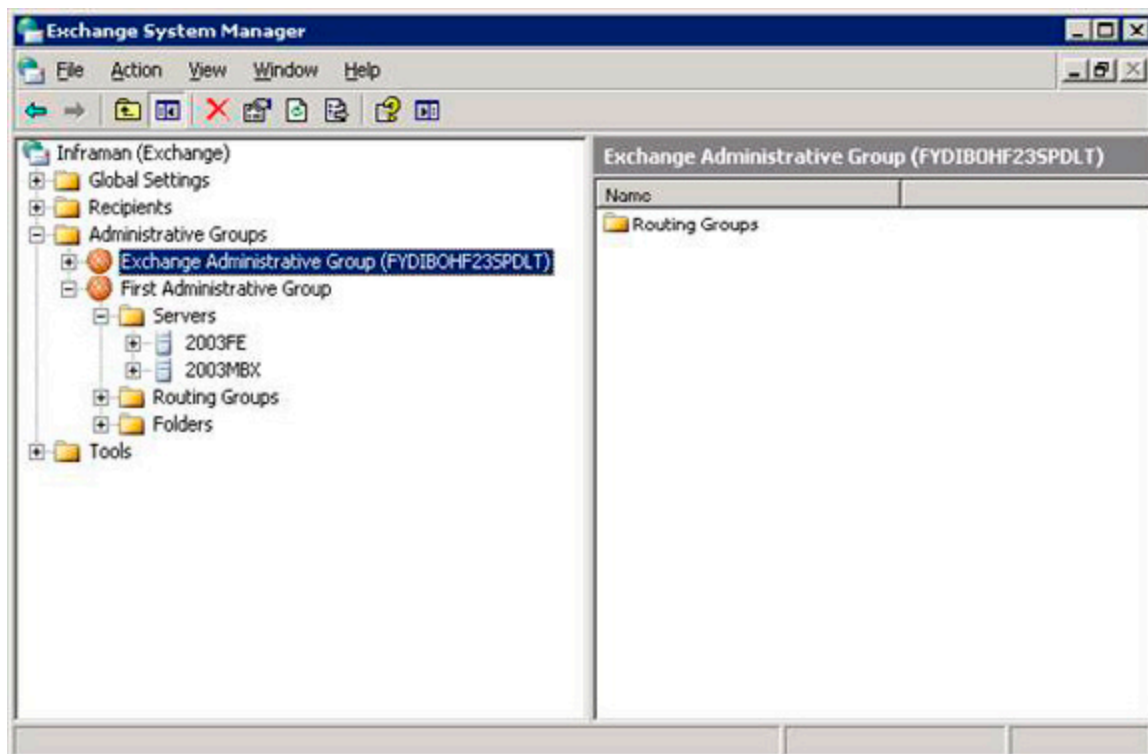 Exchange System Manager
File Action View Window Help
Inframan (Exchange)
Global Settings
Recipients
Administrative Groups
Exchange Administrative Group (FYDIBOHF23SPDLT)
First Administrative Group
Servers
2003FE
2003MBX
Routing Groups
Folders
Tools
Exchange Administrative Group (FYDIBOHF23SPDLT)
Name
Routing Groups